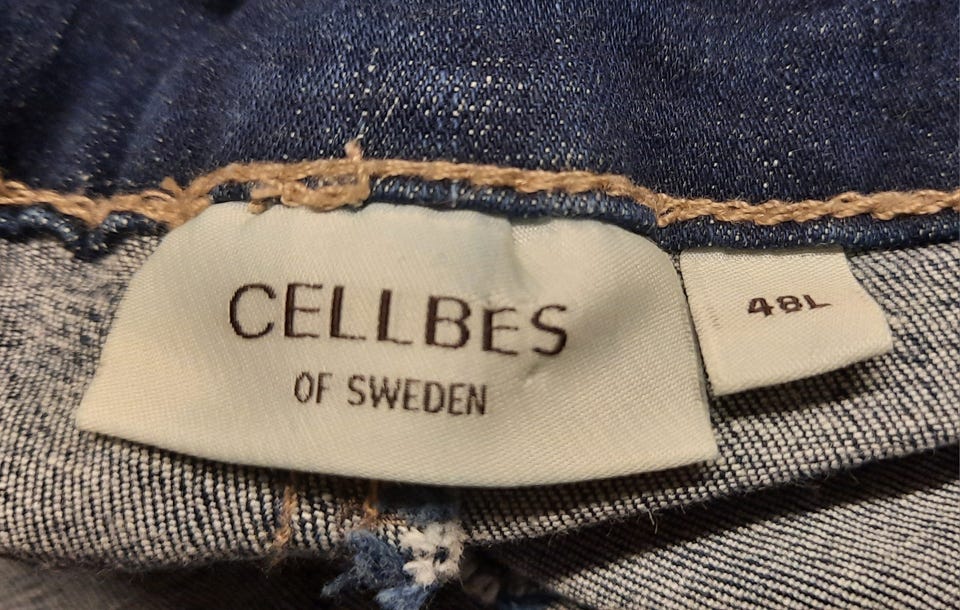 CELLBES
OF SWEDEN
48L